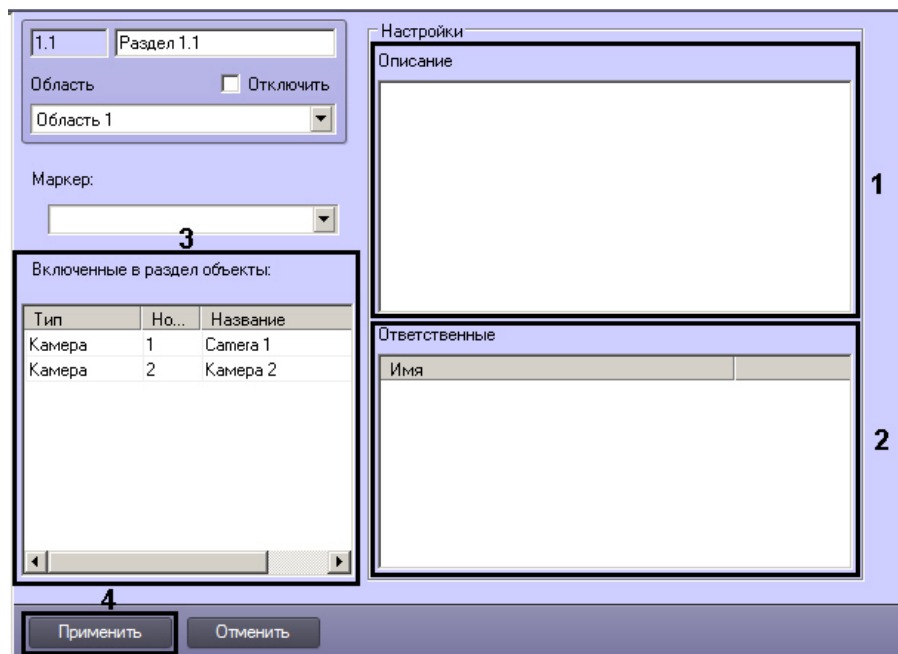 1.1 Раздел 1.1
Область Отключить
Область 1
Маркер:
3
Включенные в раздел объекты:
Тип Но... Название
Камера 1 Camera 1
Камера 2 Камера 2
Настройки
Описание
1
Ответственные
Имя
2
4
Применить Отменить